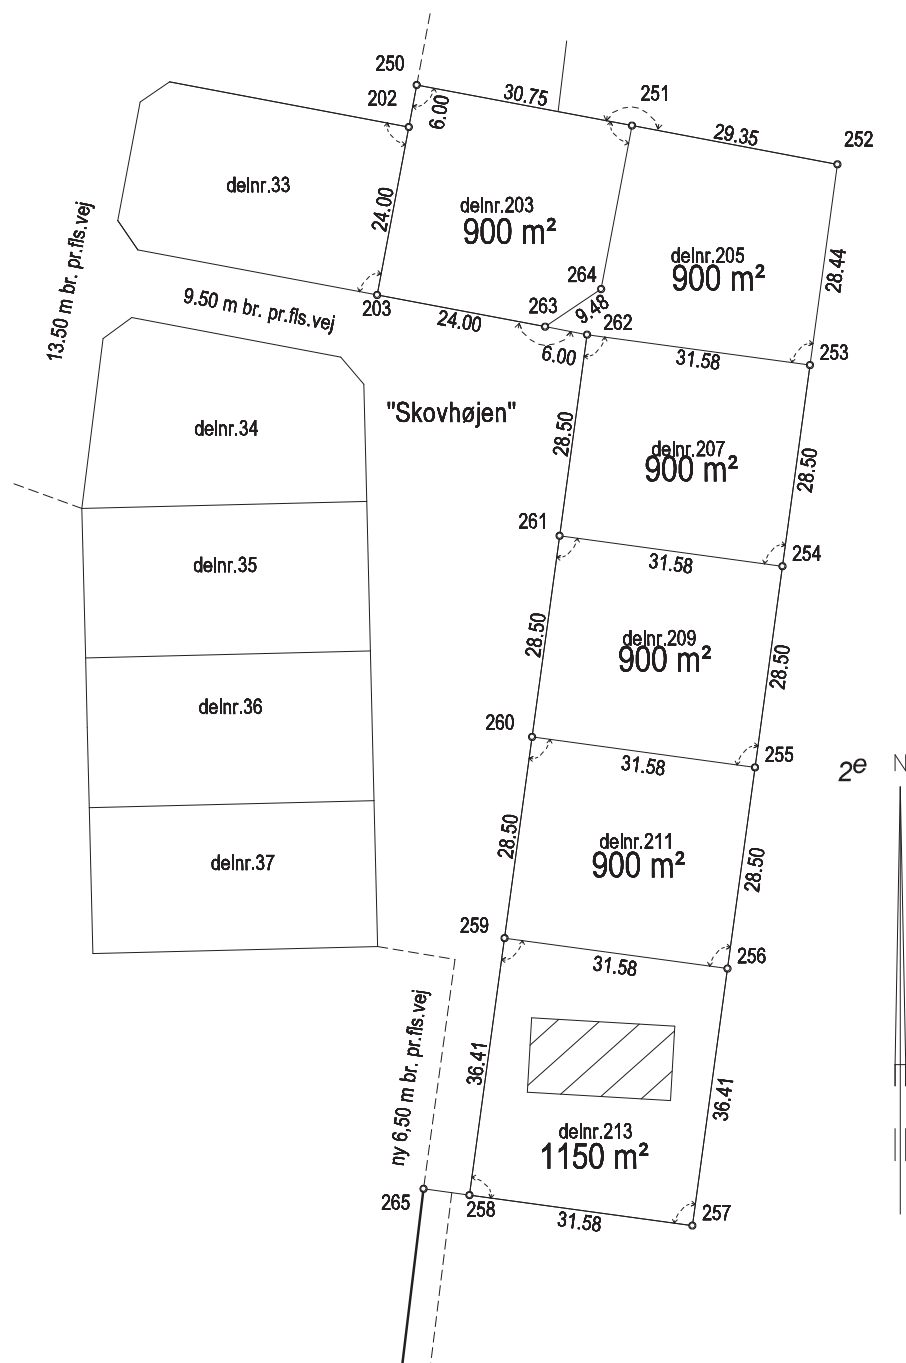 250
202
6.00
30.75
251
29.35
252
delnr.33
24.00
delnr.203
900 m²
delnr.205
900 m²
28.44
13.50 m br. pr.fls.vej
9.50 m br. pr.fls.vej
203
24.00
263
264
9.48
262
6.00
31.58
253
delnr.34
"Skovhøjen"
28.50
delnr.207
900 m²
28.50
261
31.58
254
delnr.35
28.50
delnr.209
900 m²
28.50
delnr.36
260
31.58
255
2e
N
delnr.37
28.50
delnr.211
900 m²
28.50
259
31.58
256
ny 6,50 m br. pr.fls.vej
36.41
36.41
delnr.213
1150 m²
265
258
31.58
257